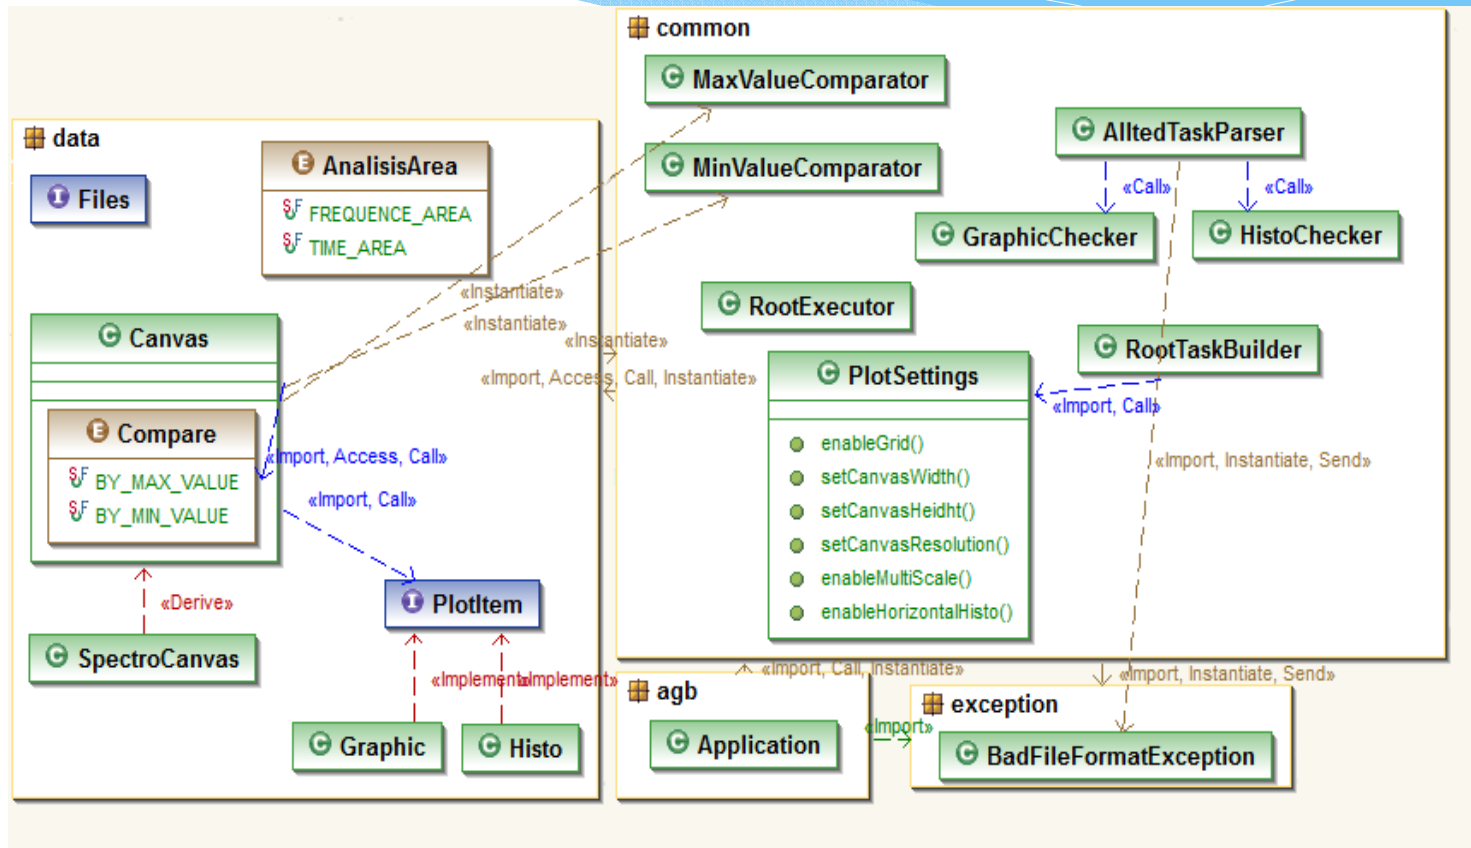 common
MaxValueComparator
AlltedTaskParser
data
AnalisisArea
MinValueComparator
Files
FREQUENCE_AREA
TIME_AREA
«Call»
«Call»
GraphicChecker
HistoChecker
«Instantiate»
«Instantiate»
«Instantiate»
RootExecutor
Canvas
RootTaskBuilder
«Import, Access, Call, Instantiate»
PlotSettings
«Import, Call»
Compare
enableGrid()
«Import, Access, Call»
«Import, Instantiate, Send»
BY_MAX_VALUE
setCanvasWidth()
«Import, Call»
BY_MIN_VALUE
setCanvasHeidht()
setCanvasResolution()
enableMultiScale()
«Derive»
PlotItem
enableHorizontalHisto()
SpectroCanvas
«Implement»
«Implement»
«Import, Call, Instantiate»
«Import, Instantiate, Send»
agb
exception
«Import»
Graphic
Histo
Application
BadFileFormatException